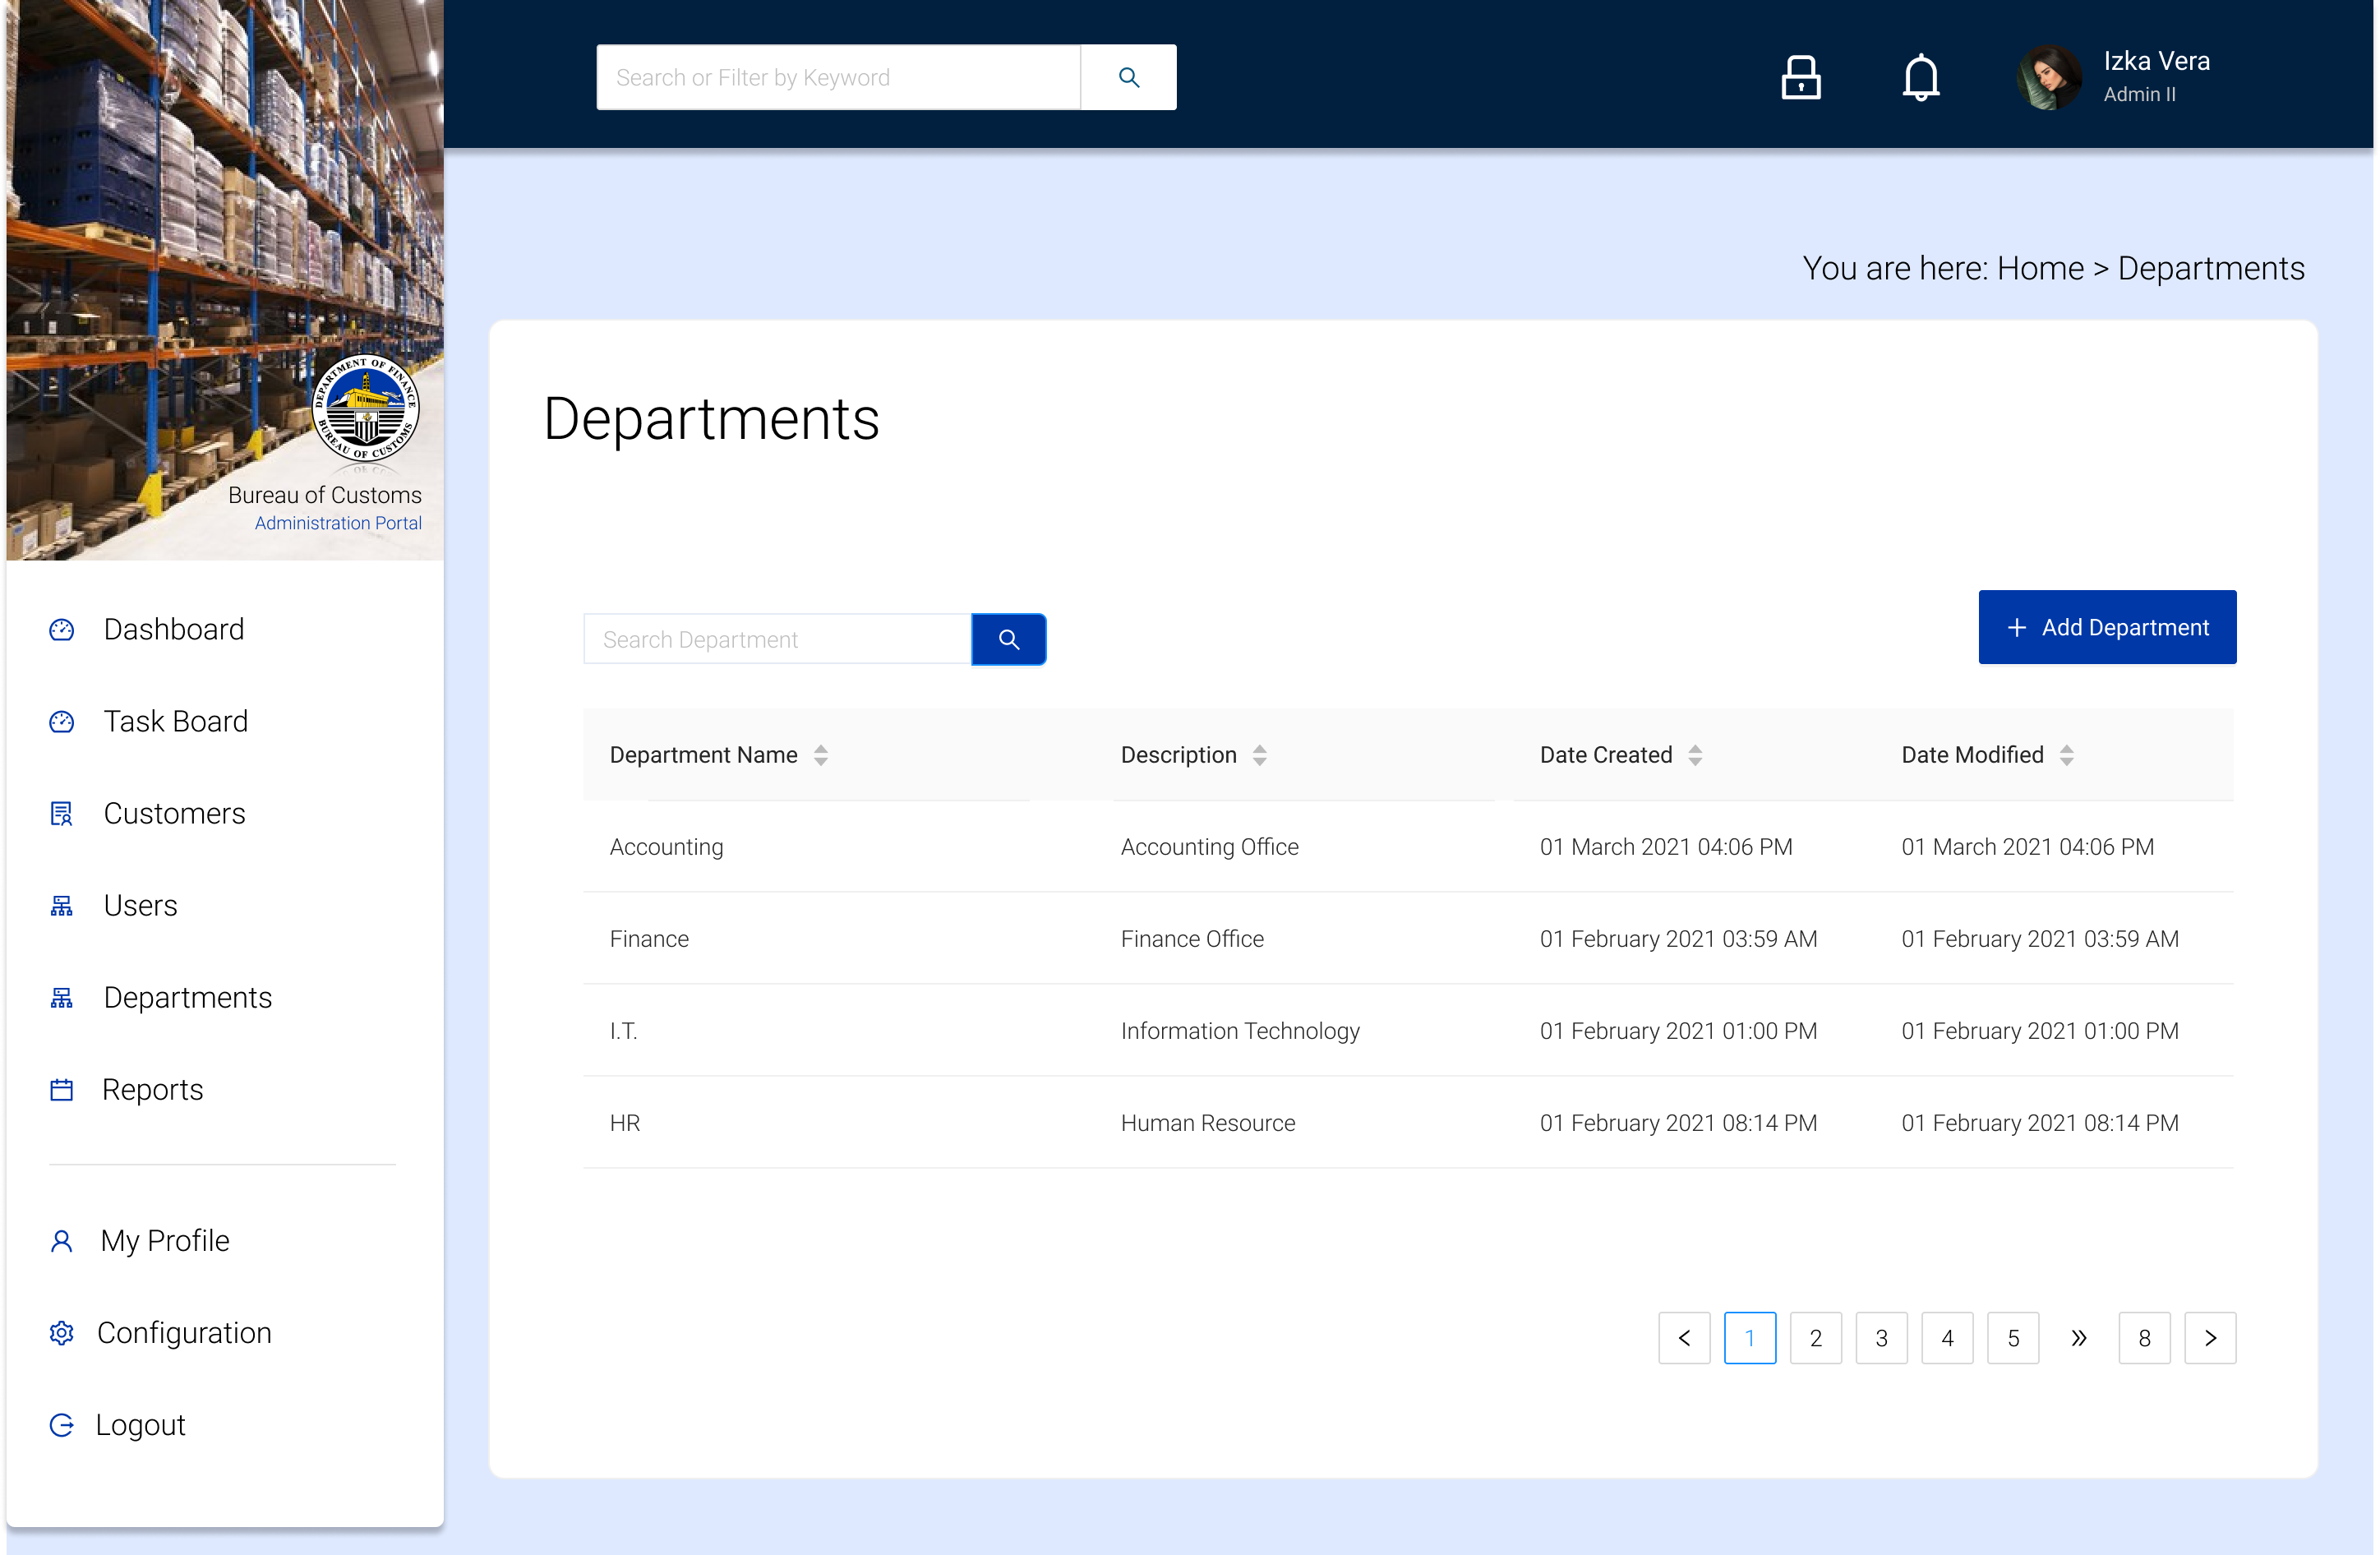 Search or Filter by Keyword
Izka Vera
Admin II
You are here: Home > Departments
DEPARTMENT OF FINANCE
BUREAU OF CUSTOMS
Bureau of Customs
Administration Portal
Dashboard
Task Board
Customers
Users
Departments
Reports
My Profile
Configuration
Logout
Departments
Search Department
+ Add Department
Department Name Description Date Created Date Modified
Accounting Accounting Office 01 March 2021 04:06 PM 01 March 2021 04:06 PM
Finance Finance Office 01 February 2021 03:59 AM 01 February 2021 03:59 AM
I.T. Information Technology 01 February 2021 01:00 PM 01 February 2021 01:00 PM
HR Human Resource 01 February 2021 08:14 PM 01 February 2021 08:14 PM
< 1 2 3 4 5 » 8 >